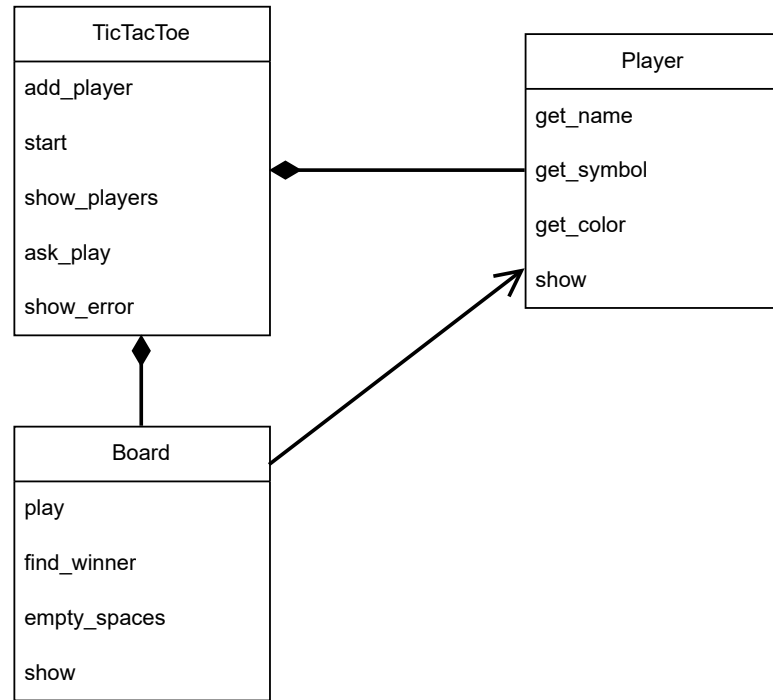 TicTacToe
add_player
start
show_players
ask_play
show_error
Player
get_name
get_symbol
get_color
show
Board
play
find_winner
empty_spaces
show